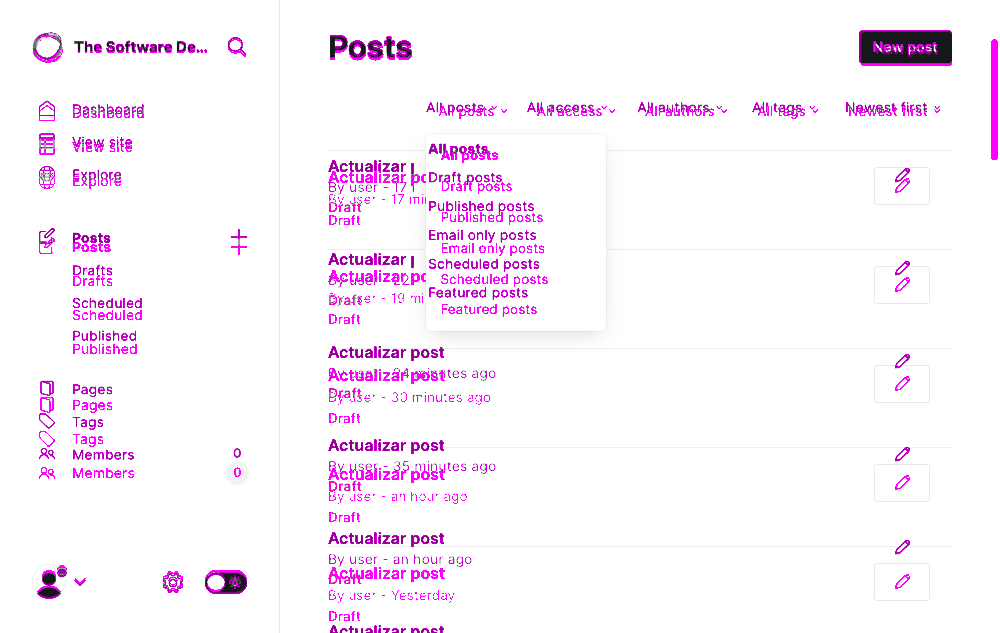 The Software De...
Posts
New post
Dashboard
Dashboard
View site
View site
Explore
Explore
Posts
Posts
Drafts
Drafts
Scheduled
Scheduled
Published
Published
Pages
Pages
Tags
Tags
Members 0
Members 0
All posts All access All authors All tags Newest first
All posts All access All authors All tags Newest first
All posts
All posts
Draft posts
Draft posts
Published posts
Published posts
Email only posts
Email only posts
Scheduled posts
Scheduled posts
Featured posts
Featured posts
Actualizar
Actualizar
By user - 17
By user - 17
Draft
Draft
Actualizar
Actualizar
By user - 22
By user - 19
Draft
Draft
Actualizar post
Actualizar post
By user - 24 minutes ago
By user - 30 minutes ago
Draft
Draft
Actualizar post
By user - 35 minutes ago
Actualizar post
Draft
By user - an hour ago
Draft
Actualizar post
By user - an hour ago
Actualizar post
Draft
By user - Yesterday
Draft
Actualizar post